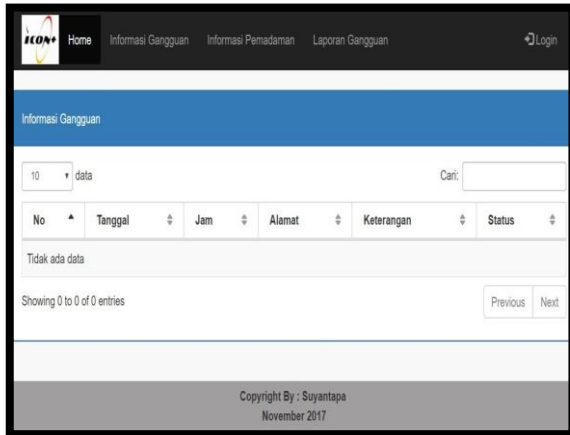 iCON+ Home Informasi Gangguan Informasi Pemadaman Laporan Gangguan Login
Informasi Gangguan
10 data Cari:
No Tanggal Jam Alamat Keterangan Status
Tidak ada data
Showing 0 to 0 of 0 entries Previous Next
Copyright By : Suyantapa
November 2017